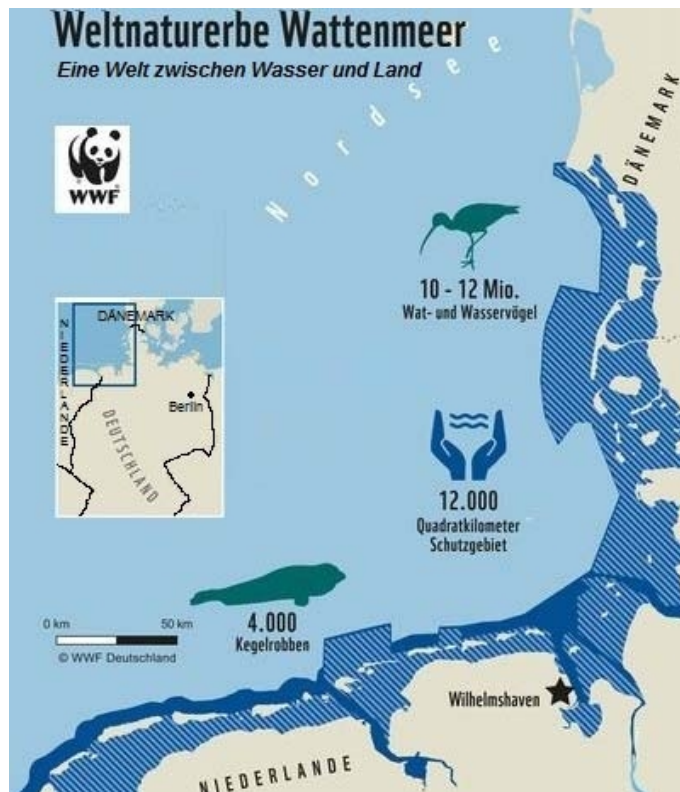 Weltnaturerbe Wattenmeer
Eine Welt zwischen Wasser und Land
Nordsee
WWF
DÄNEMARK
10 - 12 Mio.
Wat- und Wasservögel
DÄNEMARK
NIEDERLANDE
Berlin
DEUTSCHLAND
12.000
Quadratkilometer
Schutzgebiet
4.000
Kegelrobben
0 km 50 km
© WWF Deutschland
Wilhelmshaven
NIEDERLANDE